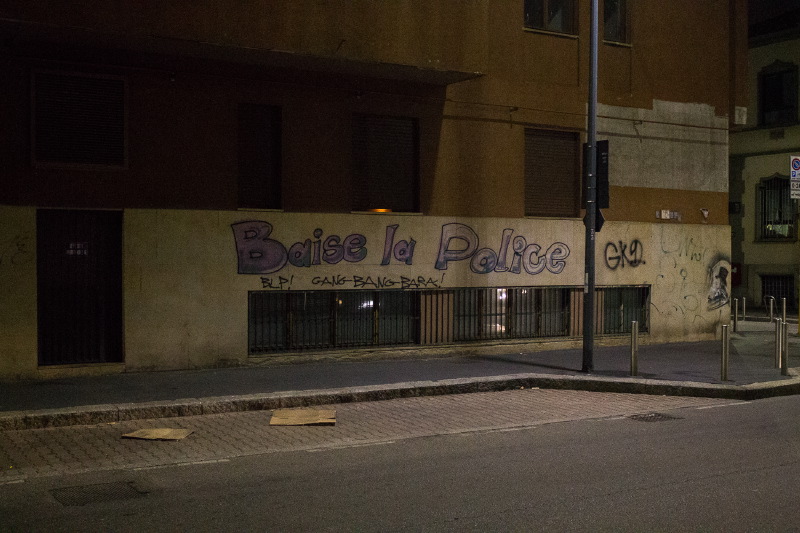 Baise la Police
BLP! GANG-BANG-BARA!
GKD.